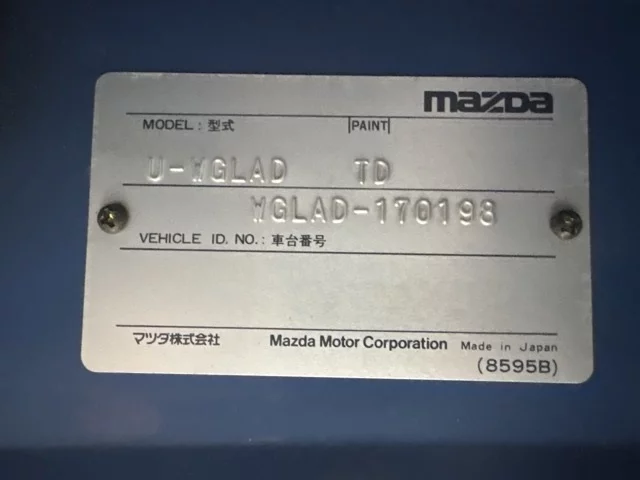 mazDa
MODEL : 型式 PAINT
U-WGLAD TD
WGLAD-170198
VEHICLE ID. NO. : 車台番号
マツダ株式会社 Mazda Motor Corporation Made in Japan
(8595B)